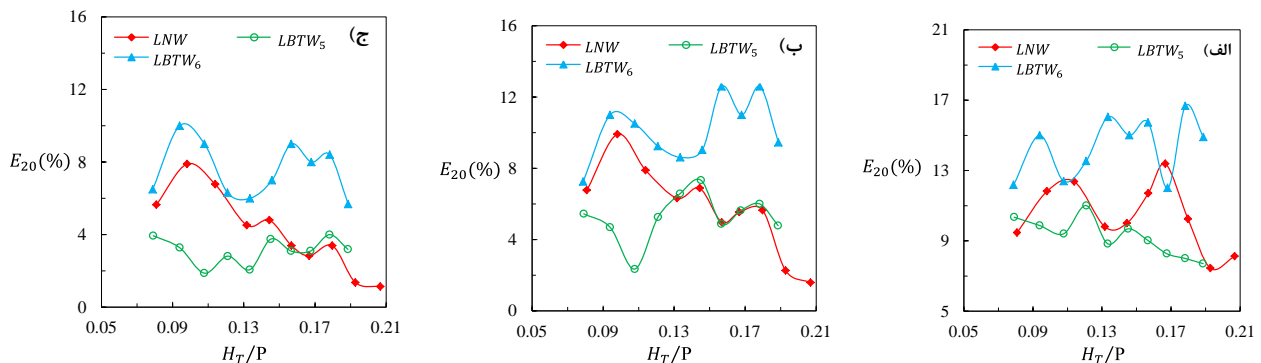 16
12
8
4
0
E20(%)
LNW
LBTW5
LBTW6
ج)
0.05
0.09
0.13
0.17
0.21
HT/P
16
12
8
4
0
E20(%)
LNW
LBTW5
LBTW6
ب)
0.05
0.09
0.13
0.17
0.21
HT/P
21
17
13
9
5
E20(%)
LNW
LBTW5
LBTW6
الف)
0.05
0.09
0.13
0.17
0.21
HT/P